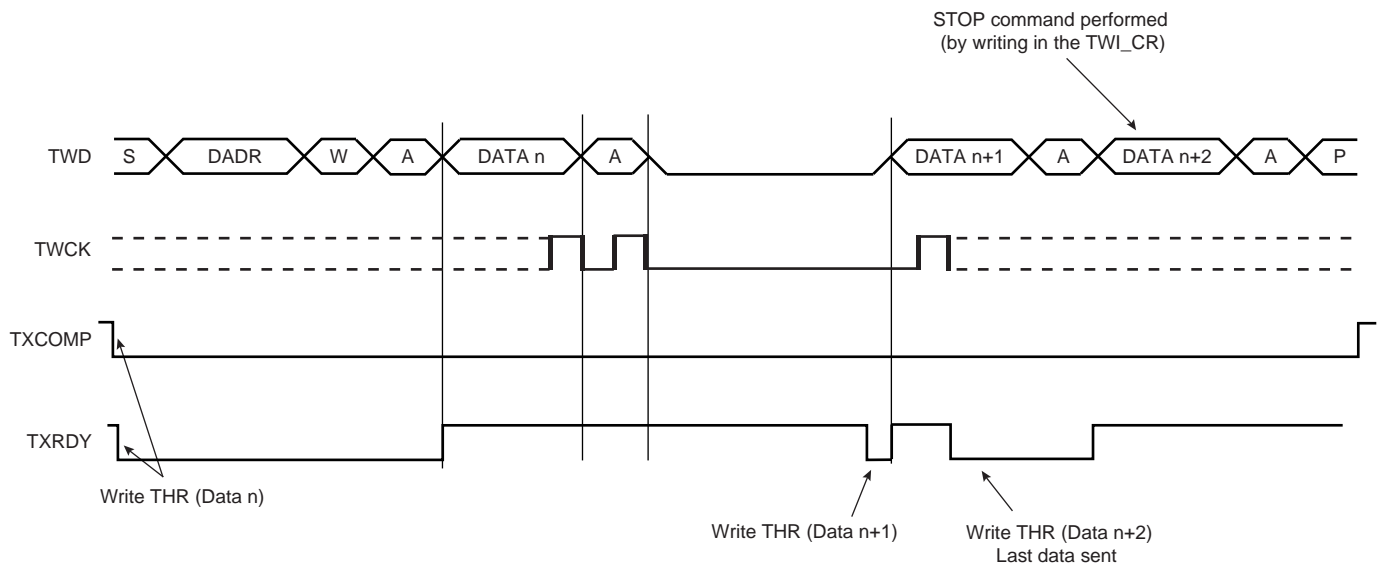 STOP command performed
(by writing in the TWI_CR)
TWD
S
DADR
W
A
DATA n
A
DATA n+1
A
DATA n+2
A
P
TWCK
TXCOMP
TXRDY
Write THR (Data n)
Write THR (Data n+1)
Write THR (Data n+2)
Last data sent